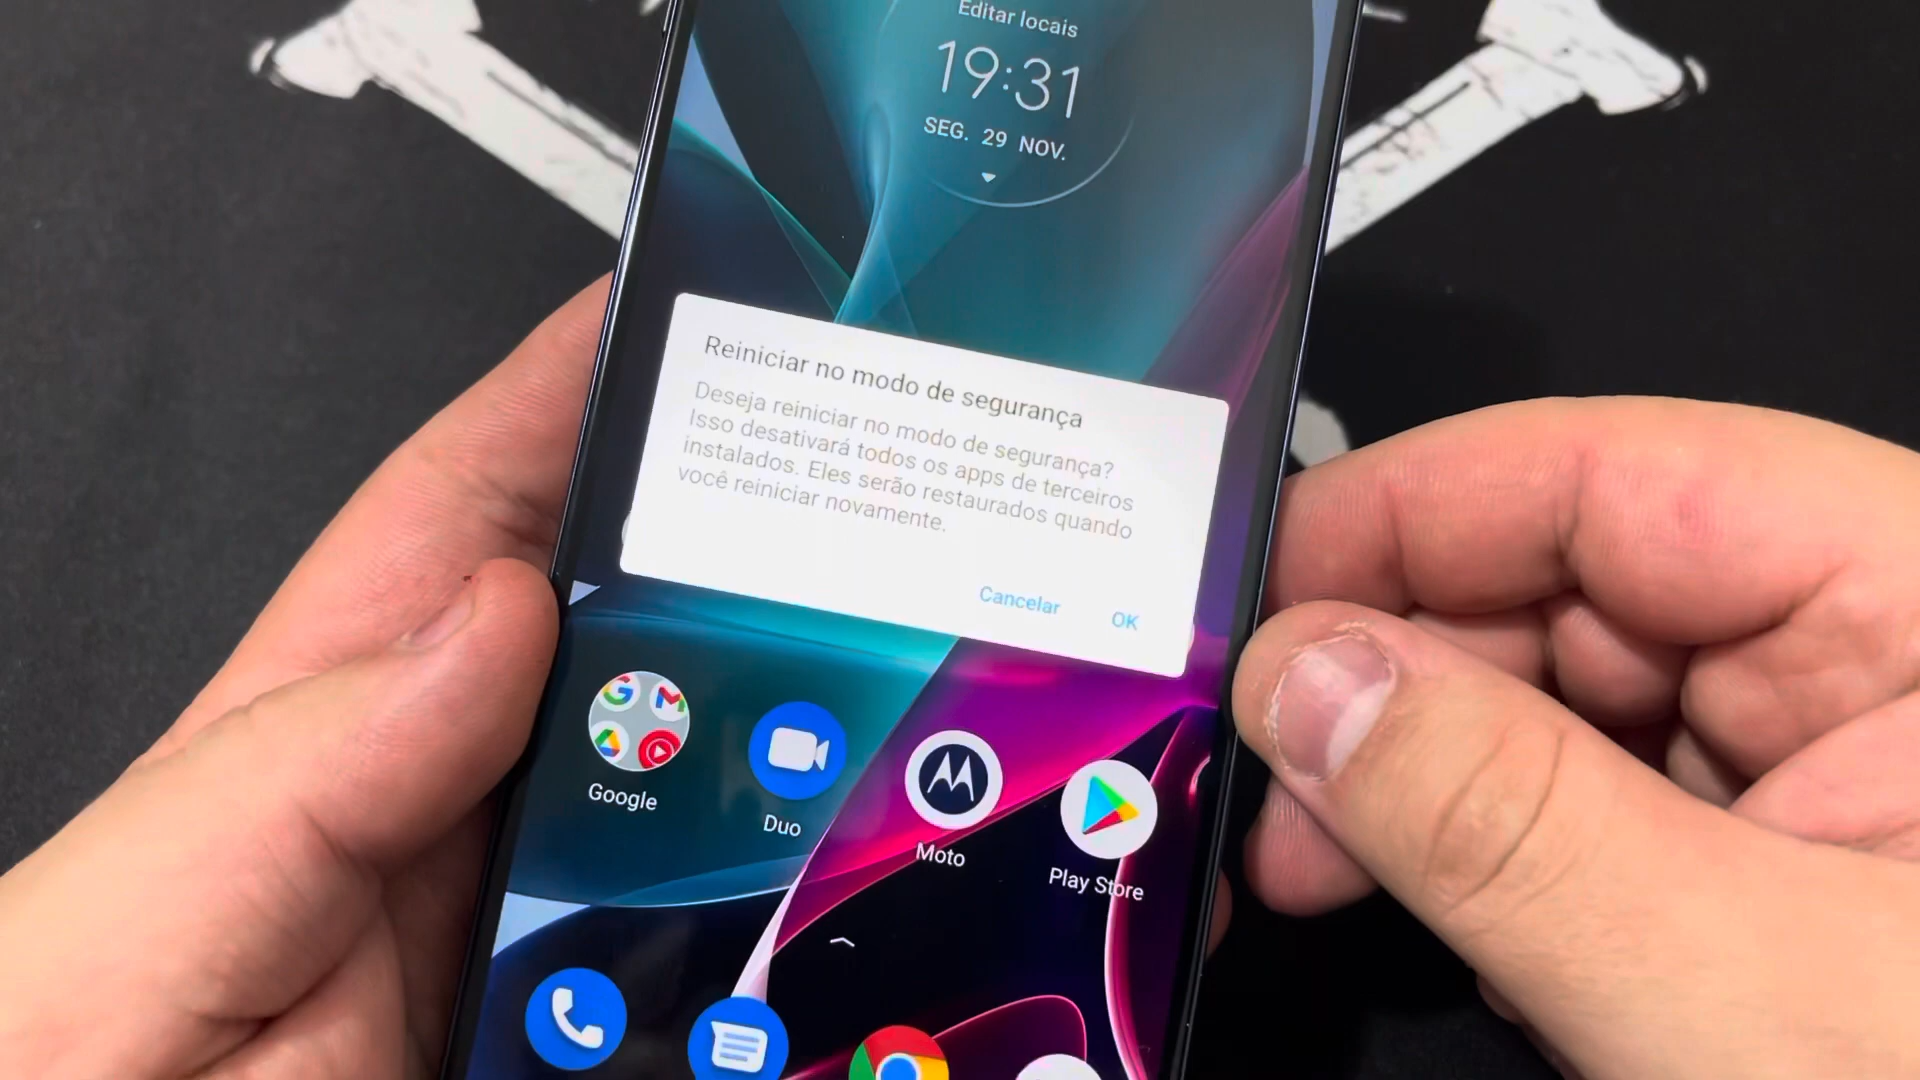 Editar locais
19:31
SEG. 29 NOV.
Reiniciar no modo de segurança
Deseja reiniciar no modo de segurança?
Isso desativará todos os apps de terceiros
instalados. Eles serão restaurados quando
você reiniciar novamente.
Cancelar OK
Google Duo Moto Play Store